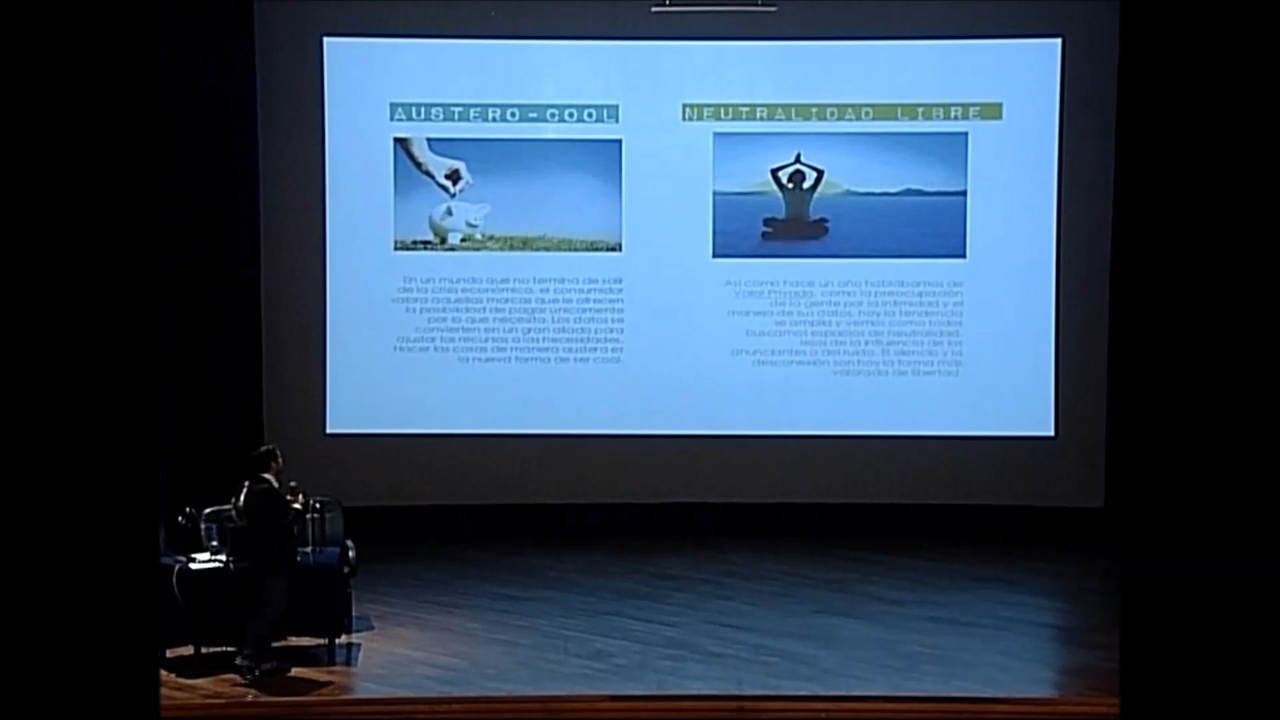 AUSTERO-COOL
En un mundo que no termina de salir
de la crisis económica, el consumidor
valora aquellas marcas que le ofrecen
la posibilidad de pagar únicamente
por lo que necesita. Los datos se
convierten en un gran aliado para
ajustar los recursos a las necesidades.
Hacer las cosas de manera austera es
la nueva forma de ser cool.
NEUTRALIDAD LIBRE
Así como hace un año hablábamos de
Valor Privado, como la preocupación
de la gente por la intimidad y el
manejo de sus datos, hoy la tendencia
se amplía y vemos como todos
buscamos espacios de neutralidad,
lejos de la influencia de los
anunciantes o del ruido. El silencio y la
desconexión son hoy la forma más
valorada de libertad.